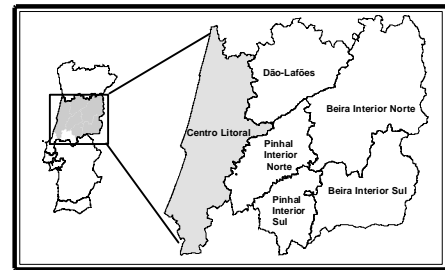 Dão-Lafões
Beira Interior Norte
Centro Litoral
Pinhal
Interior
Norte
Beira Interior Sul
Pinhal
Interior
Sul